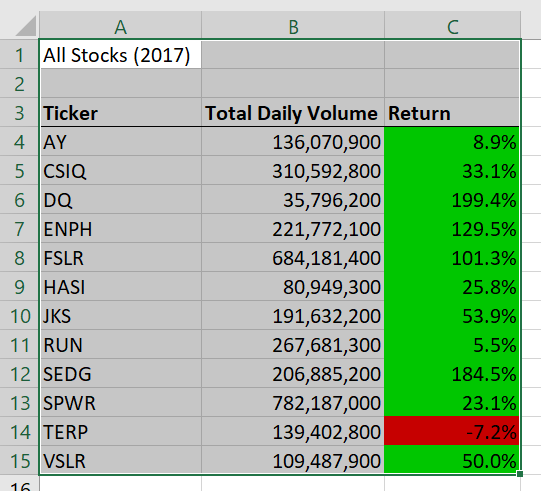 A B C
1 All Stocks (2017)
2
3 Ticker Total Daily Volume Return
4 AY 136,070,900 8.9%
5 CSIQ 310,592,800 33.1%
6 DQ 35,796,200 199.4%
7 ENPH 221,772,100 129.5%
8 FSLR 684,181,400 101.3%
9 HASI 80,949,300 25.8%
10 JKS 191,632,200 53.9%
11 RUN 267,681,300 5.5%
12 SEDG 206,885,200 184.5%
13 SPWR 782,187,000 23.1%
14 TERP 139,402,800 -7.2%
15 VSLR 109,487,900 50.0%
16